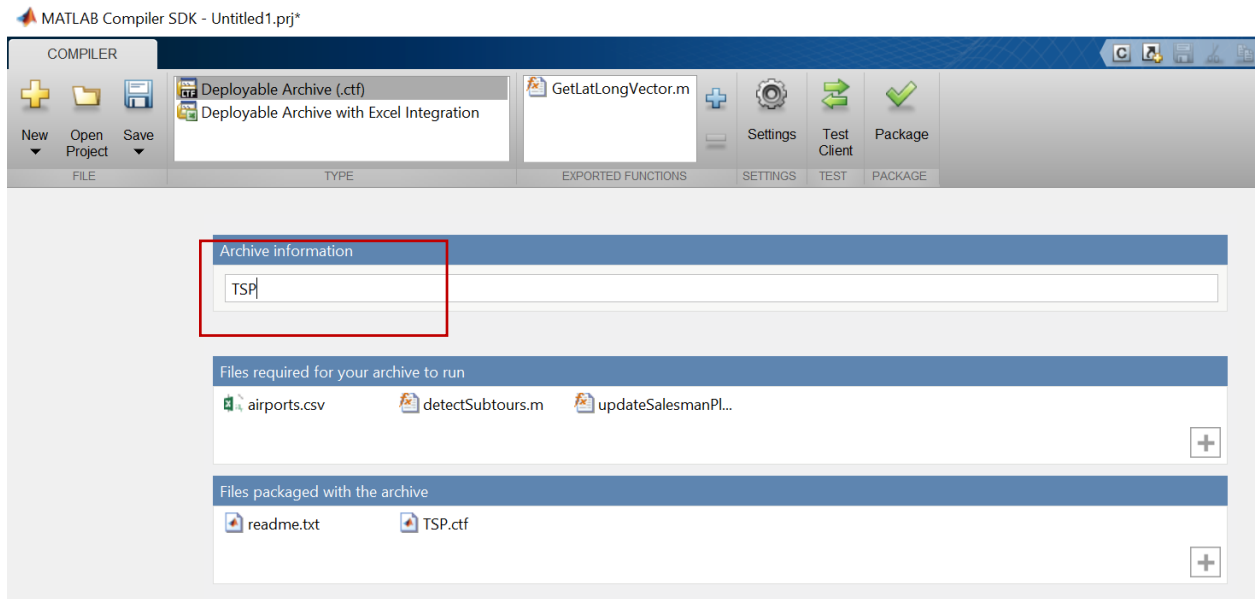 MATLAB Compiler SDK - Untitled1.prj*
COMPILER
C
New
Open Project
Save
FILE
CTF Deployable Archive (.ctf)
Deployable Archive with Excel Integration
TYPE
GetLatLongVector.m
EXPORTED FUNCTIONS
Settings
SETTINGS
Test Client
TEST
Package
PACKAGE
Archive information
TSP
Files required for your archive to run
airports.csv detectSubtours.m updateSalesmanPl...
Files packaged with the archive
readme.txt TSP.ctf